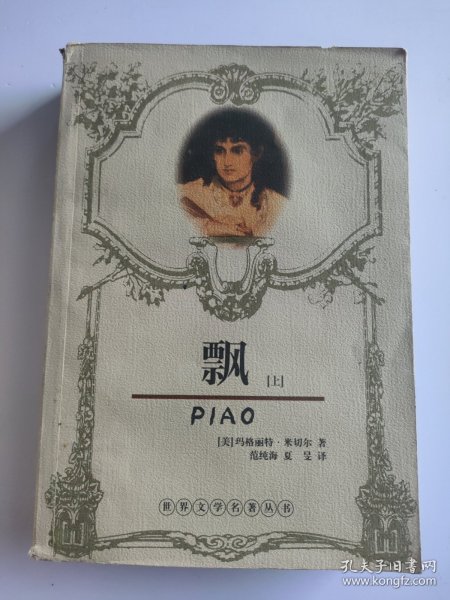 飘 [上]
PIAO
[美]玛格丽特·米切尔 著
范纯海 夏旻 译
世界文学名著丛书
孔夫子旧书网
www.kongfz.com